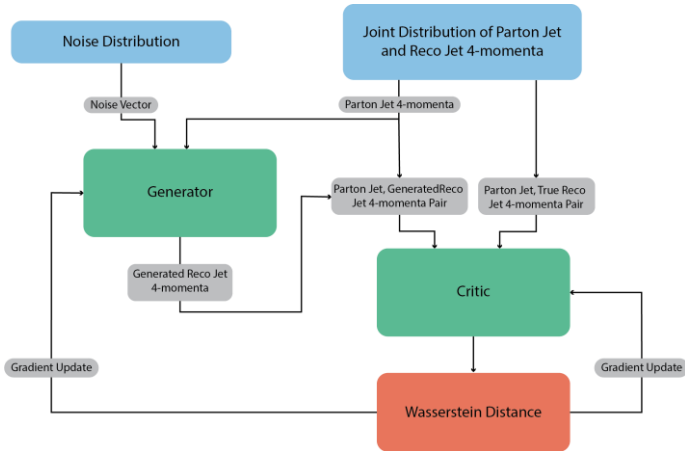 Noise Distribution
Joint Distribution of Parton Jet
and Reco Jet 4-momenta
Noise Vector
Parton Jet 4-momenta
Generator
Parton Jet, GeneratedReco
Jet 4-momenta Pair
Parton Jet, True Reco
Jet 4-momenta Pair
Generated Reco Jet
4-momenta
Critic
Gradient Update
Gradient Update
Wasserstein Distance